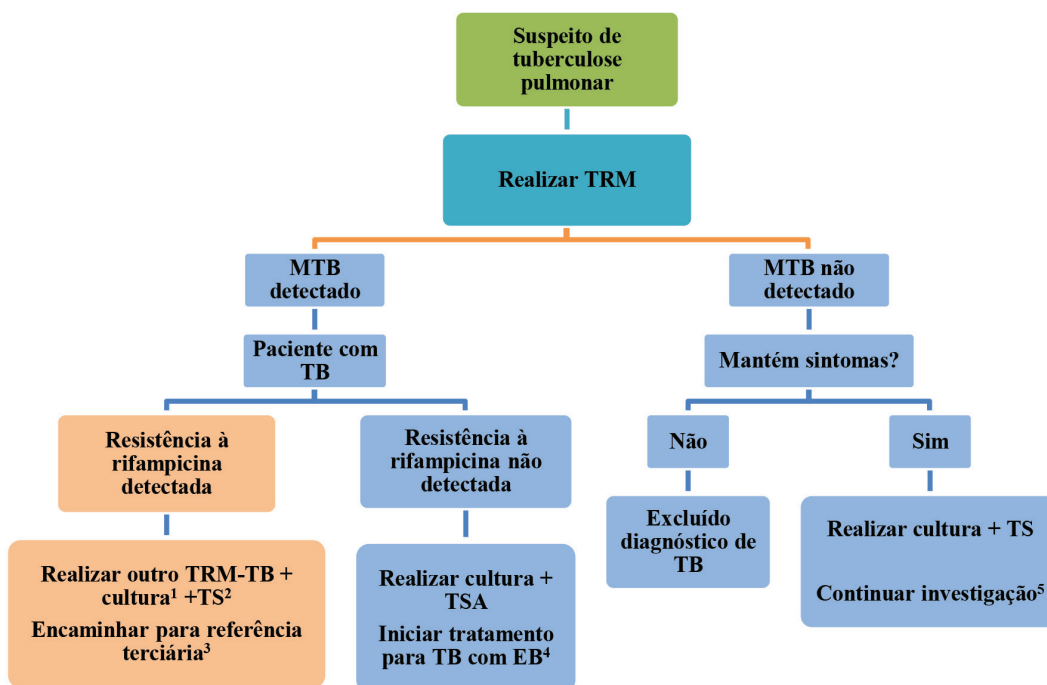 Suspeito de
tuberculose
pulmonar
Realizar TRM
MTB
detectado
MTB não
detectado
Paciente com
TB
Mantém sintomas?
Resistência à
rifampicina
detectada
Resistência à
rifampicina não
detectada
Não
Sim
Realizar outro TRM-TB +
cultura¹ +TS²
Encaminhar para referência
terciária³
Realizar cultura +
TSA
Iniciar tratamento
para TB com EB⁴
Excluído
diagnóstico de
TB
Realizar cultura + TS
Continuar investigação⁵